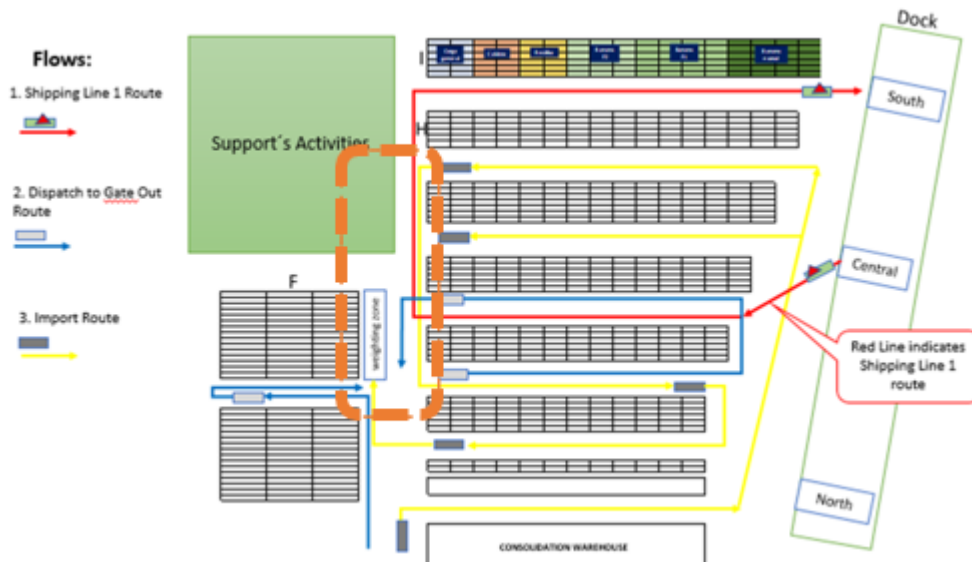 Dock
Flows:
1. Shipping Line 1 Route
2. Dispatch to Gate Out
Route
3. Import Route
Support´s Activities
I
H
F
weighting zone
South
Central
North
Red Line indicates
Shipping Line 1
route
CONSOLIDATION WAREHOUSE